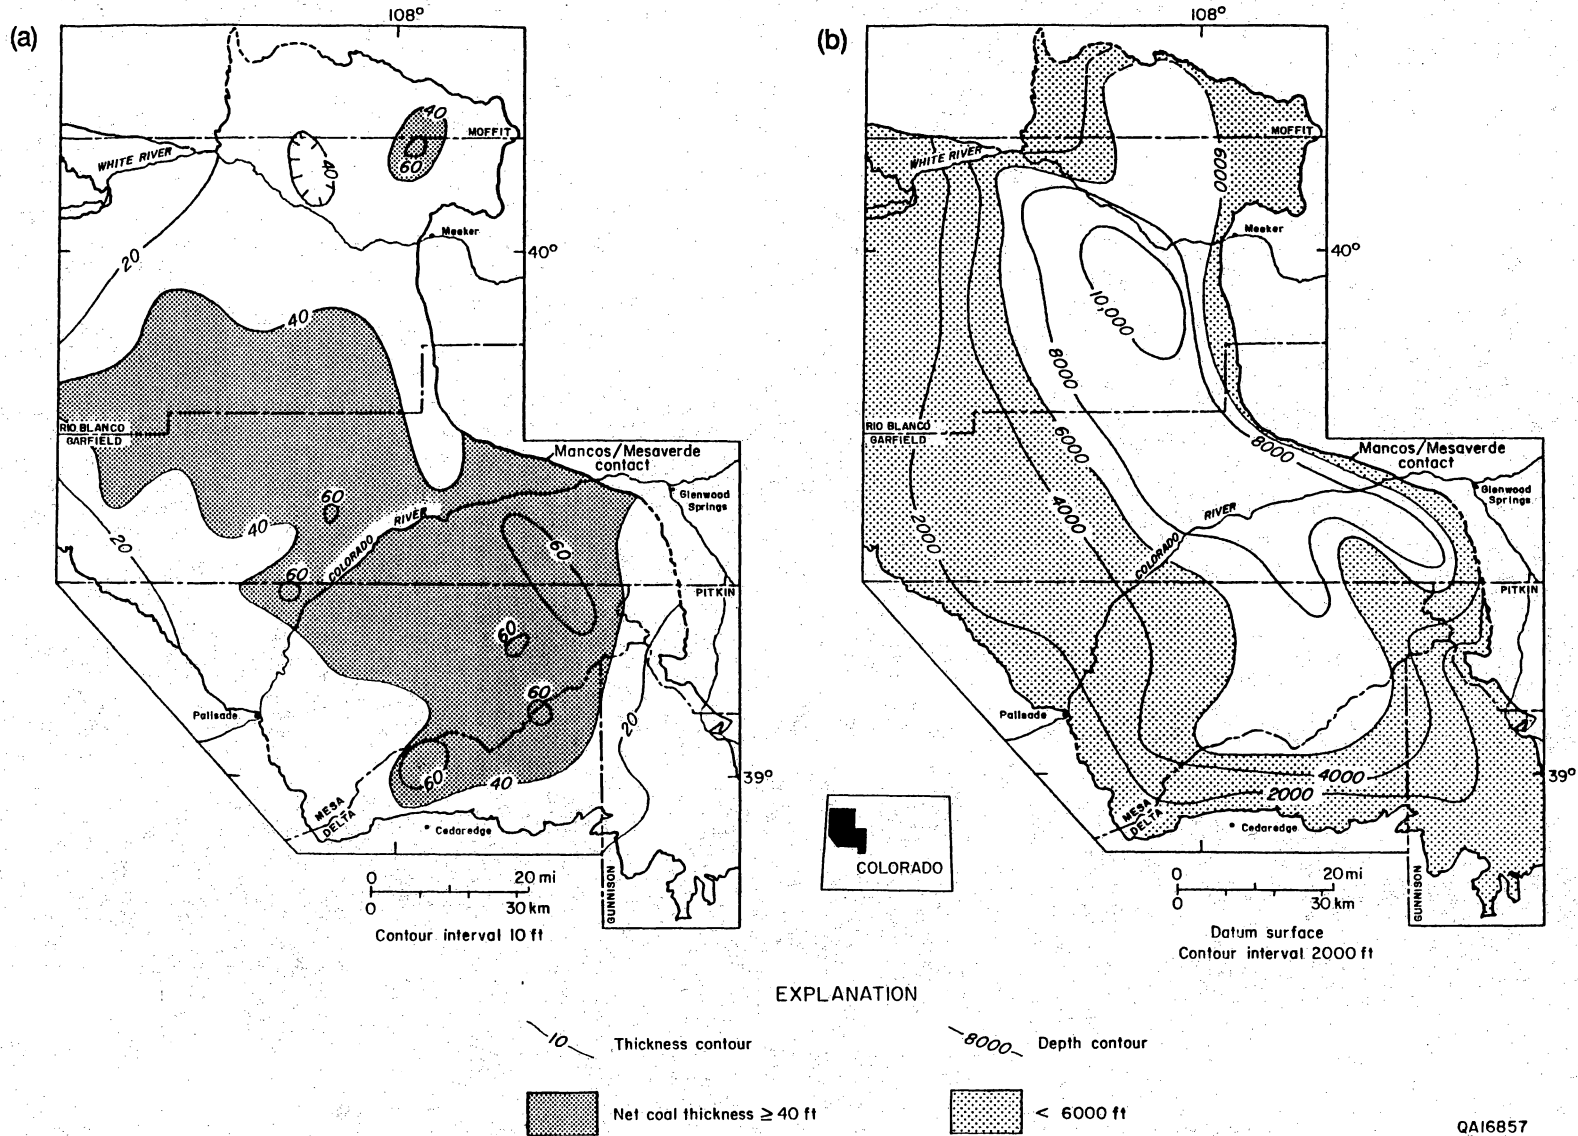 (a)
108°
40
60
40
MOFFIT
WHITE RIVER
Meeker
40°
20
40
RIO BLANCO
GARFIELD
Mancos/Mesaverde
contact
Glenwood
Springs
60
RIVER
COLORADO
40
20
60
60
PITKIN
60
60
20
Palisade
60
40
39°
MESA
DELTA
Cedaredge
GUNNISON
0 20 mi
0 30 km
Contour interval 10 ft
(b)
108°
MOFFIT
WHITE RIVER
6000
Meeker
40°
10,000
8000
RIO BLANCO
GARFIELD
6000
8000
Mancos/Mesaverde
contact
Glenwood
Springs
4000
2000
RIVER
COLORADO
PITKIN
Palisade
4000
39°
2000
MESA
DELTA
Cedaredge
GUNNISON
COLORADO
0 20 mi
0 30 km
Datum surface
Contour interval 2000 ft
EXPLANATION
10 Thickness contour
8000 Depth contour
Net coal thickness ≥ 40 ft
< 6000 ft
QA16857